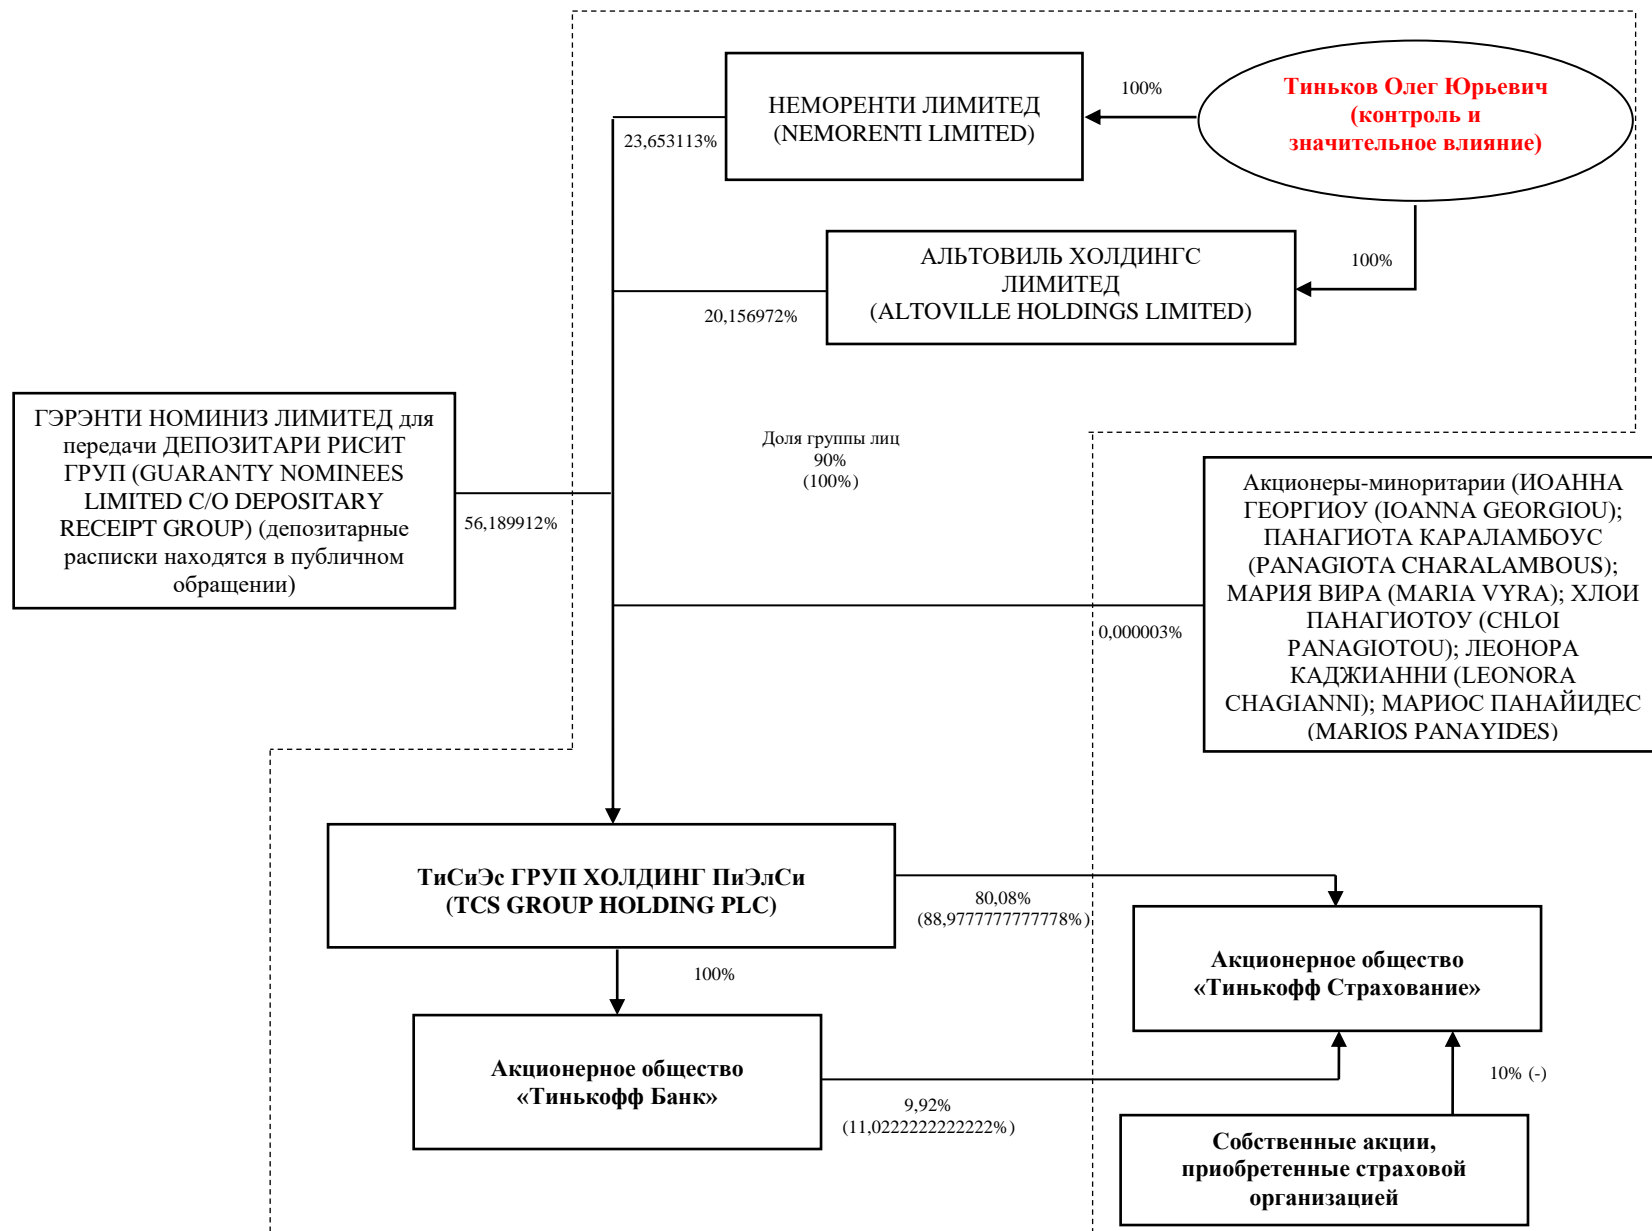 НЕМОРЕНТИ ЛИМИТЕД
(NEMORENTI LIMITED)
100%
Тиньков Олег Юрьевич
(контроль и
значительное влияние)
23,653113%
АЛЬТОВИЛЬ ХОЛДИНГС
ЛИМИТЕД
(ALTOVILLE HOLDINGS LIMITED)
100%
20,156972%
ГЭРЭНТИ НОМИНИЗ ЛИМИТЕД для
передачи ДЕПОЗИТАРИ РИСИТ
ГРУП (GUARANTY NOMINEES
LIMITED C/O DEPOSITARY
RECEIPT GROUP) (депозитарные
расписки находятся в публичном
обращении)
56,189912%
Доля группы лиц
90%
(100%)
Акционеры-миноритарии (ИОАННА
ГЕОРГИОУ (IOANNA GEORGIOU);
ПАНАГИОТА КАРАЛАМБОУС
(PANAGIOTA CHARALAMBOUS);
МАРИЯ ВИРА (MARIA VYRA); ХЛОИ
ПАНАГИОТОУ (CHLOI
PANAGIOTOU); ЛЕОНОРА
КАДЖИАННИ (LEONORA
CHAGIANNI); МАРИОС ПАНАЙИДЕС
(MARIOS PANAYIDES)
0,000003%
ТиСиЭс ГРУП ХОЛДИНГ ПиЭлСи
(TCS GROUP HOLDING PLC)
80,08%
(88,9777777777778%)
100%
Акционерное общество
«Тинькофф Страхование»
Акционерное общество
«Тинькофф Банк»
9,92%
(11,0222222222222%)
10% (-)
Собственные акции,
приобретенные страховой
организацией